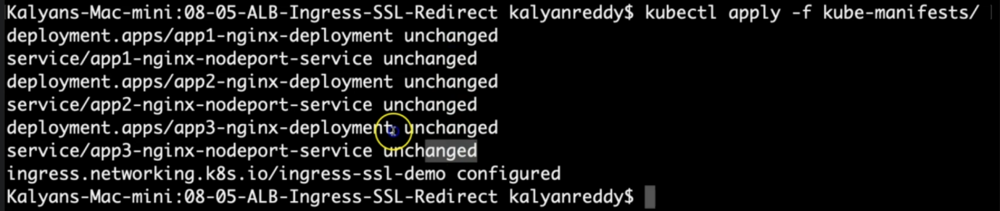 Kalyans-Mac-mini:08-05-ALB-Ingress-SSL-Redirect kalyanreddy$ kubectl apply -f kube-manifests/
deployment.apps/app1-nginx-deployment unchanged
service/app1-nginx-nodeport-service unchanged
deployment.apps/app2-nginx-deployment unchanged
service/app2-nginx-nodeport-service unchanged
deployment.apps/app3-nginx-deployment unchanged
service/app3-nginx-nodeport-service unchanged
ingress.networking.k8s.io/ingress-ssl-demo configured
Kalyans-Mac-mini:08-05-ALB-Ingress-SSL-Redirect kalyanreddy$